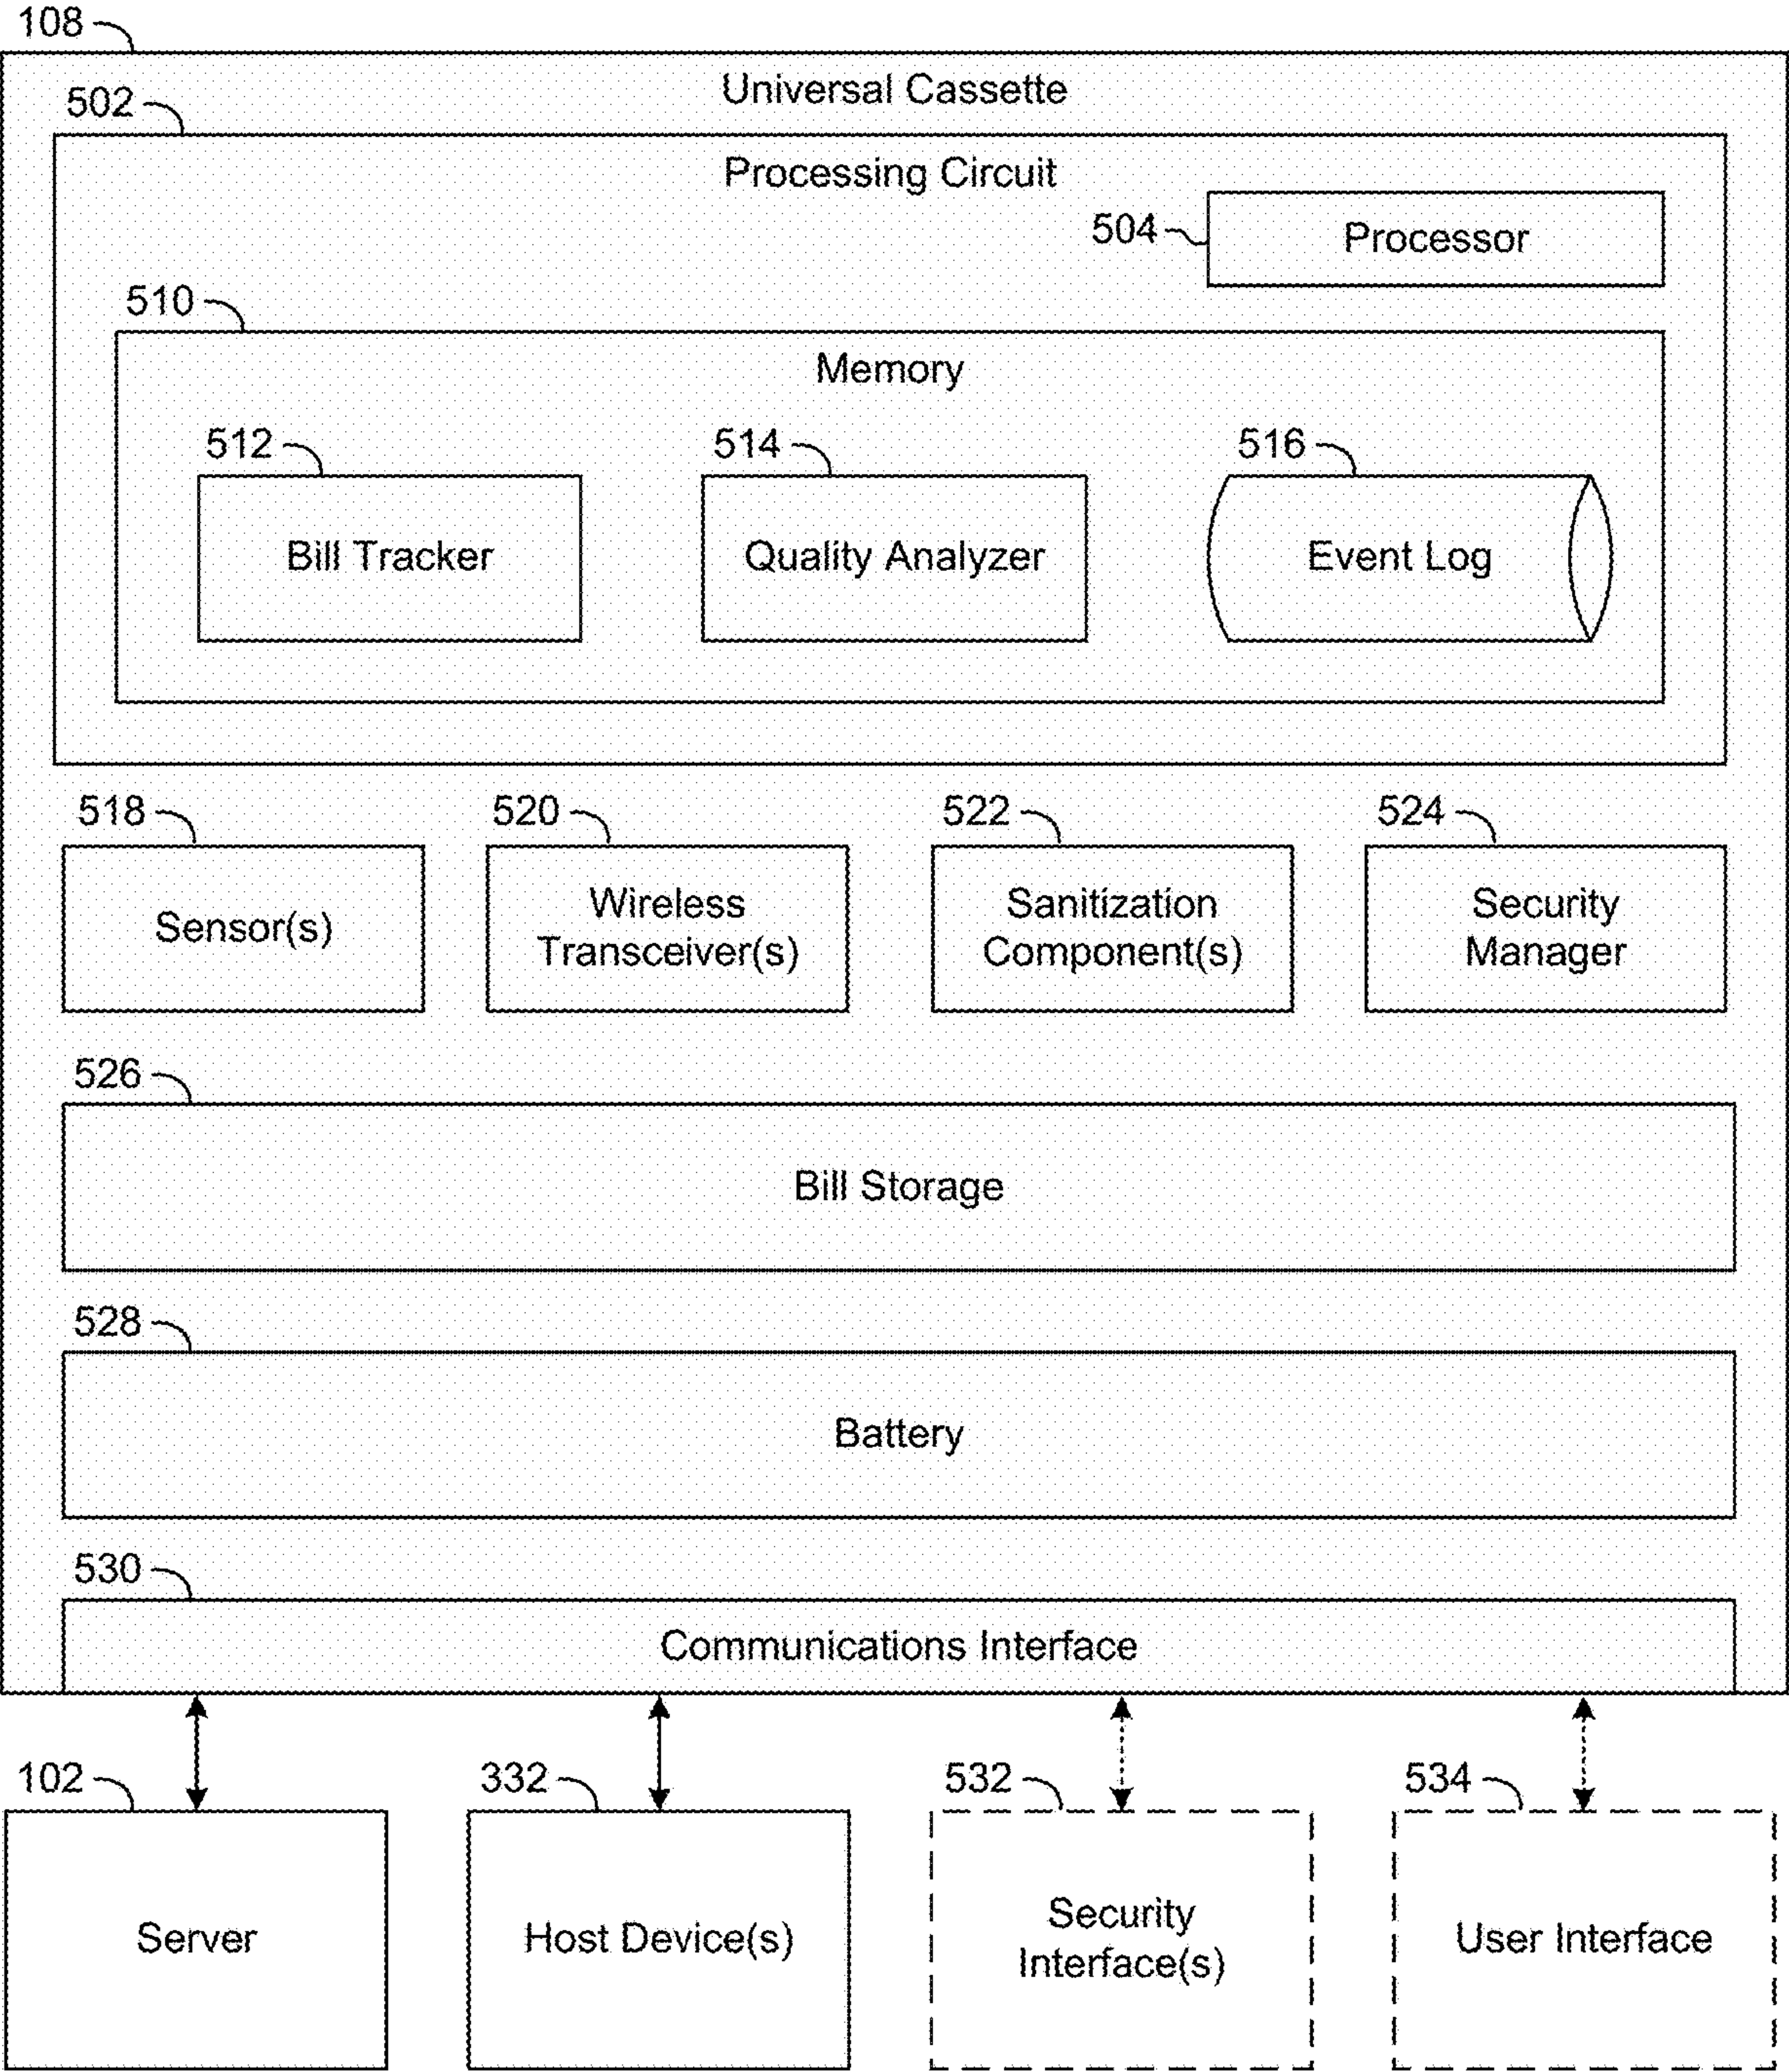 108
Universal Cassette
502
Processing Circuit
504
Processor
510
Memory
512
514
516
Bill Tracker
Quality Analyzer
Event Log
518
520
522
524
Sensor(s)
Wireless
Transceiver(s)
Sanitization
Component(s)
Security
Manager
526
Bill Storage
528
Battery
530
Communications Interface
102
332
532
534
Server
Host Device(s)
Security
Interface(s)
User Interface